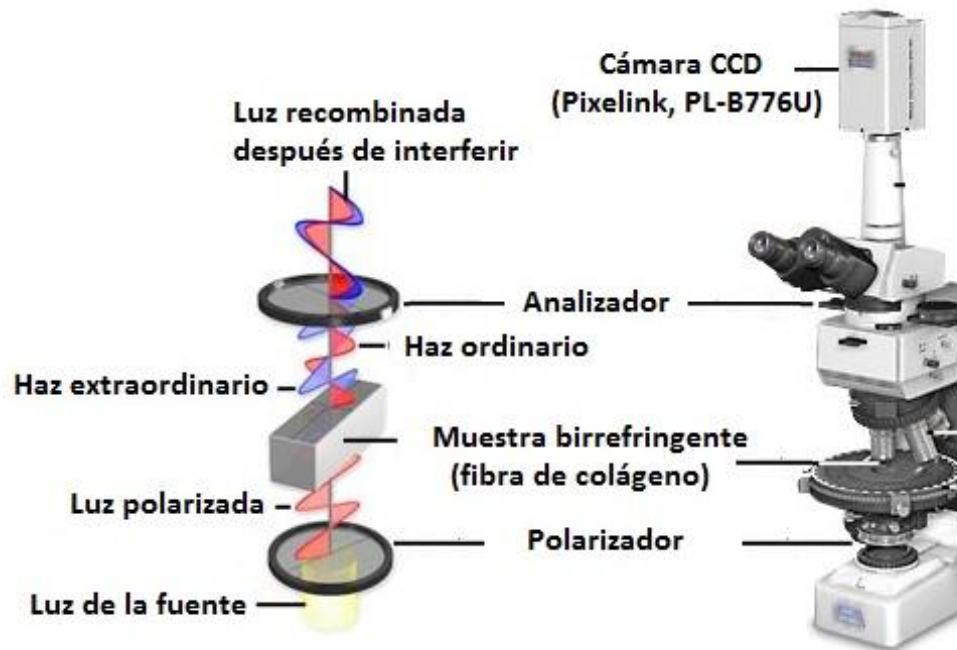 Cámara CCD
(Pixelink, PL-B776U)
Luz recombinada
después de interferir
Analizador
Haz ordinario
Haz extraordinario
Muestra birrefringente
(fibra de colágeno)
Luz polarizada
Polarizador
Luz de la fuente